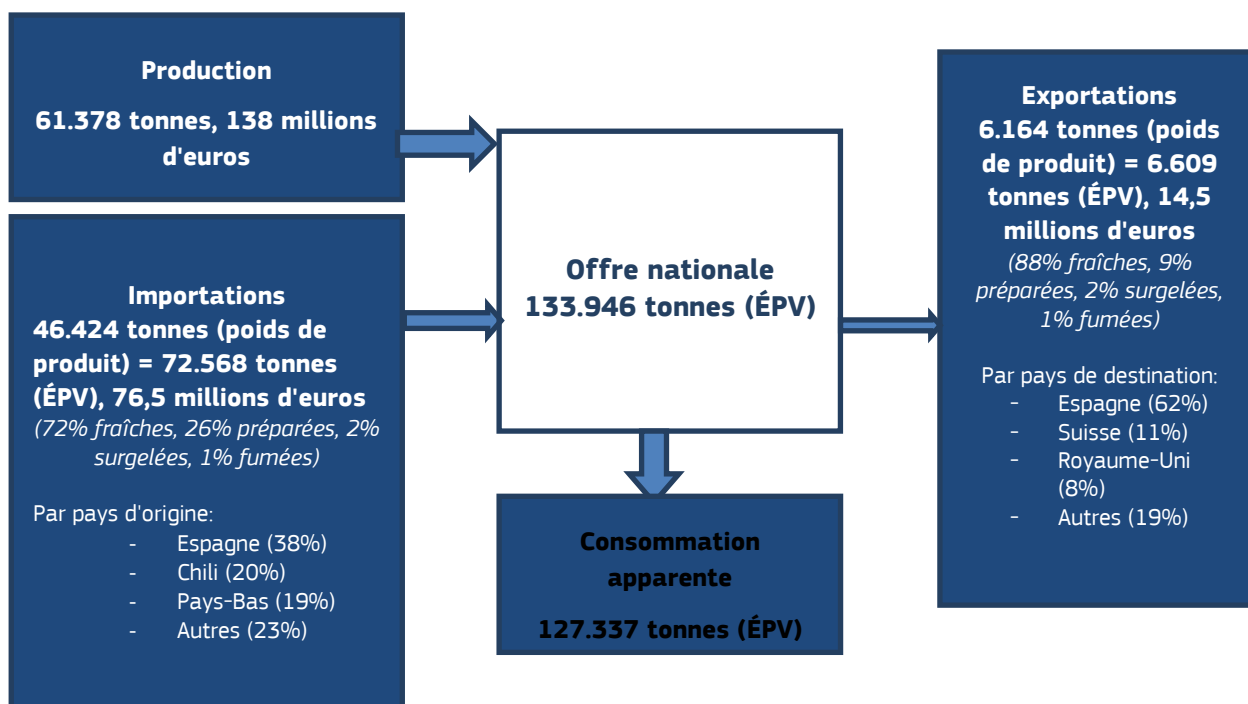 Production
61.378 tonnes, 138 millions
d'euros
Importations
46.424 tonnes (poids de
produit) = 72.568 tonnes
(ÉPV), 76,5 millions d'euros
(72% fraîches, 26% préparées, 2%
surgelées, 1% fumées)
Par pays d'origine:
- Espagne (38%)
- Chili (20%)
- Pays-Bas (19%)
- Autres (23%)
Offre nationale
133.946 tonnes (ÉPV)
Consommation
apparente
127.337 tonnes (ÉPV)
Exportations
6.164 tonnes (poids
de produit) = 6.609
tonnes (ÉPV), 14,5
millions d'euros
(88% fraîches, 9%
préparées, 2% surgelées,
1% fumées)
Par pays de destination:
- Espagne (62%)
- Suisse (11%)
- Royaume-Uni
(8%)
- Autres (19%)